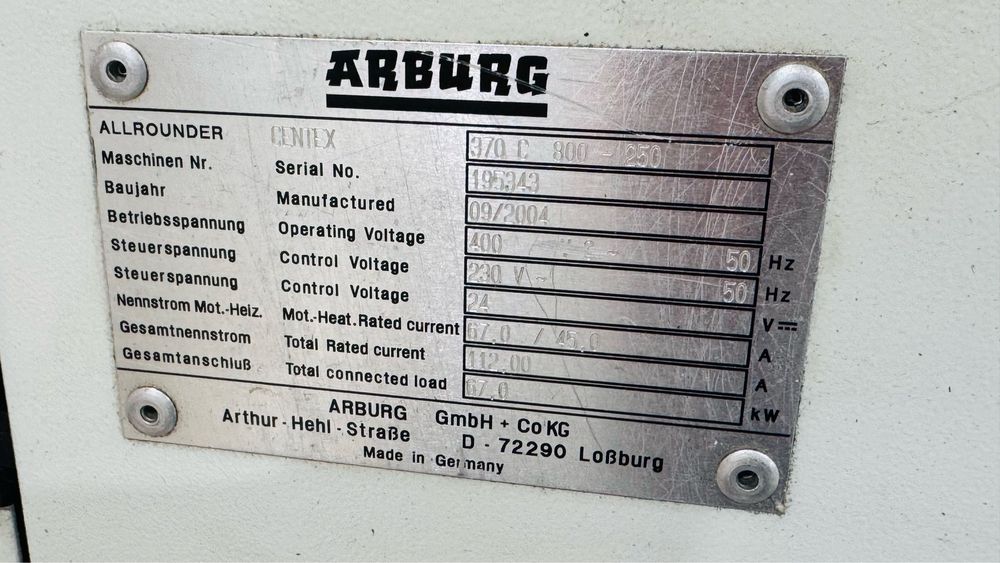 ARBURG
ALLROUNDER CENTEX 370 C 800 - 250
Maschinen Nr. Serial No. 195343
Baujahr Manufactured 09/2004
Betriebsspannung Operating Voltage 400 50 Hz
Steuerspannung Control Voltage 230 V 50 Hz
Steuerspannung Control Voltage 24 V
Nennstrom Mot.-Heiz. Mot.-Heat.Rated current 67.0 / 45.0 A
Gesamtnennstrom Total Rated current 112.00 A
Gesamtanschluß Total connected load 67.0 kW
ARBURG GmbH + Co KG
Arthur - Hehl - Straße D - 72290 Loßburg
Made in Germany